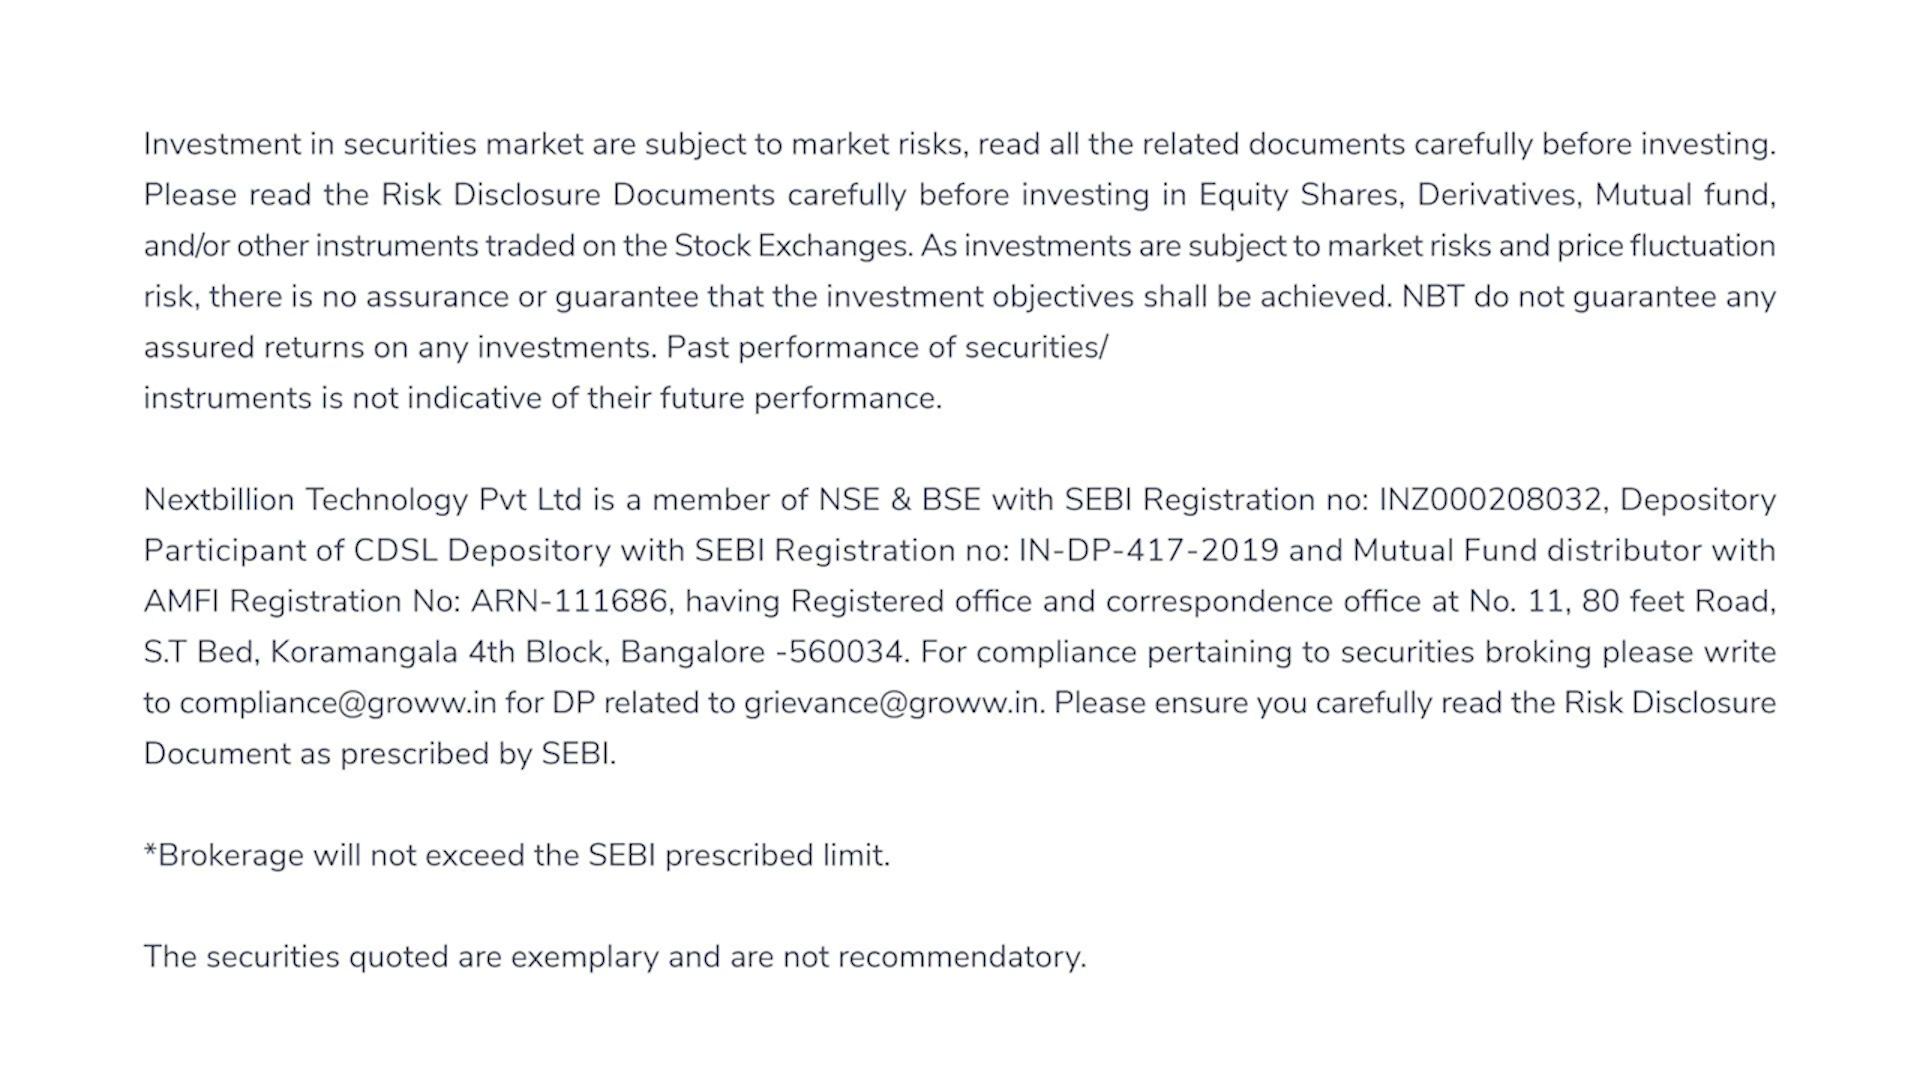 Investment in securities market are subject to market risks, read all the related documents carefully before investing.
Please read the Risk Disclosure Documents carefully before investing in Equity Shares, Derivatives, Mutual fund,
and/or other instruments traded on the Stock Exchanges. As investments are subject to market risks and price fluctuation
risk, there is no assurance or guarantee that the investment objectives shall be achieved. NBT do not guarantee any
assured returns on any investments. Past performance of securities/
instruments is not indicative of their future performance.
Nextbillion Technology Pvt Ltd is a member of NSE & BSE with SEBI Registration no: INZ000208032, Depository
Participant of CDSL Depository with SEBI Registration no: IN-DP-417-2019 and Mutual Fund distributor with
AMFI Registration No: ARN-111686, having Registered office and correspondence office at No. 11, 80 feet Road,
S.T Bed, Koramangala 4th Block, Bangalore -560034. For compliance pertaining to securities broking please write
to compliance@groww.in for DP related to grievance@groww.in. Please ensure you carefully read the Risk Disclosure
Document as prescribed by SEBI.
*Brokerage will not exceed the SEBI prescribed limit.
The securities quoted are exemplary and are not recommendatory.